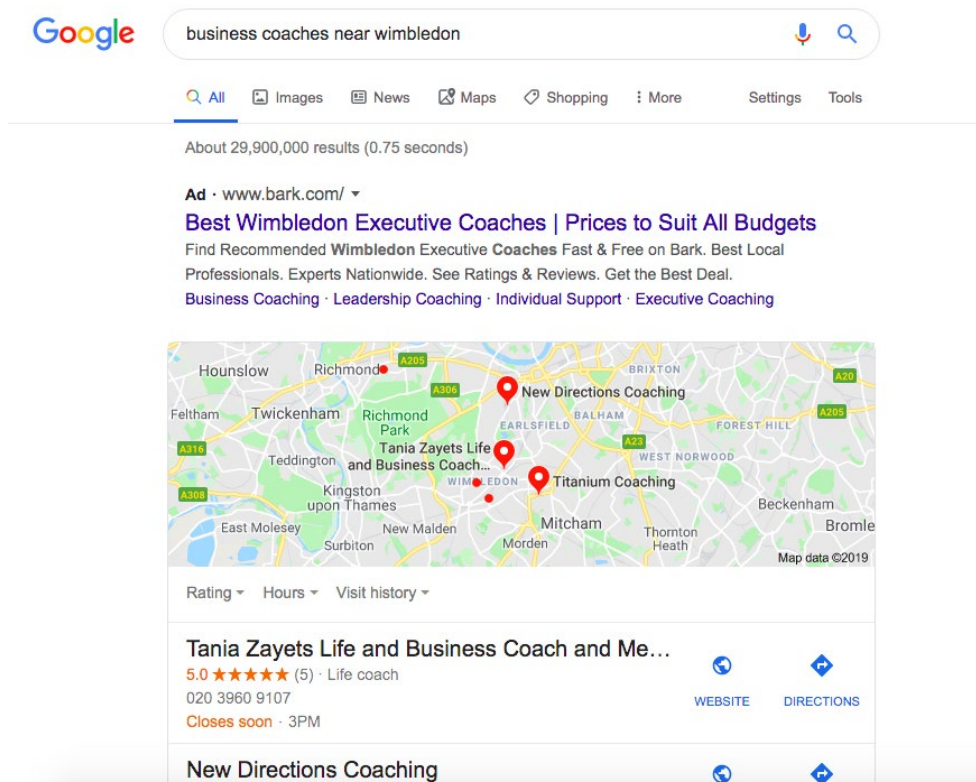 Google
business coaches near wimbledon
All Images News Maps Shopping More Settings Tools
About 29,900,000 results (0.75 seconds)
Ad · www.bark.com/
Best Wimbledon Executive Coaches | Prices to Suit All Budgets
Find Recommended Wimbledon Executive Coaches Fast & Free on Bark. Best Local
Professionals. Experts Nationwide. See Ratings & Reviews. Get the Best Deal.
Business Coaching · Leadership Coaching · Individual Support · Executive Coaching
A205
BRIXTON
Hounslow
Richmond
A20
A306
New Directions Coaching
Feltham
Twickenham
Richmond
Park
BALHAM
A205
EARLSFIELD
FOREST HILL
A316
Tania Zayets Life
and Business Coach...
A23
WEST NORWOOD
Teddington
WIMBLEDON
Titanium Coaching
A308
Kingston
upon Thames
Beckenham
East Molesey
New Malden
Mitcham
Bromle
Surbiton
Morden
Thornton
Heath
Map data ©2019
Rating Hours Visit history
Tania Zayets Life and Business Coach and Me...
5.0 ★★★★★ (5) · Life coach
020 3960 9107
WEBSITE DIRECTIONS
Closes soon · 3PM
New Directions Coaching